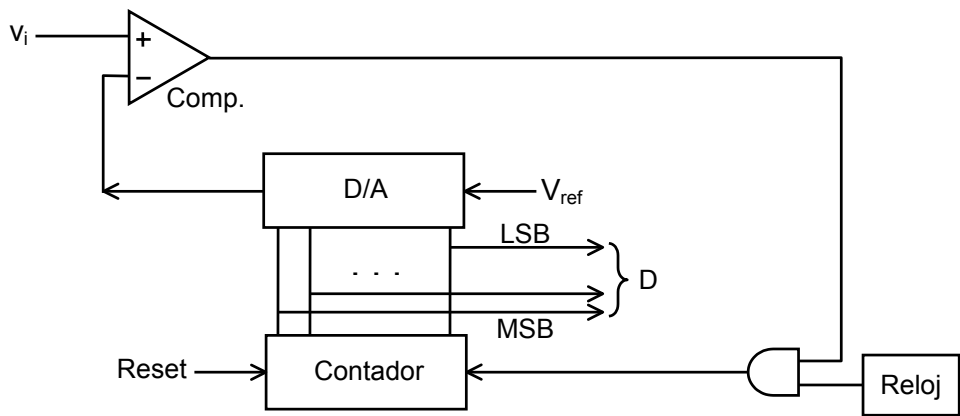 vi
+
−
Comp.
D/A
Vref
LSB
. . .
D
MSB
Reset
Contador
Reloj